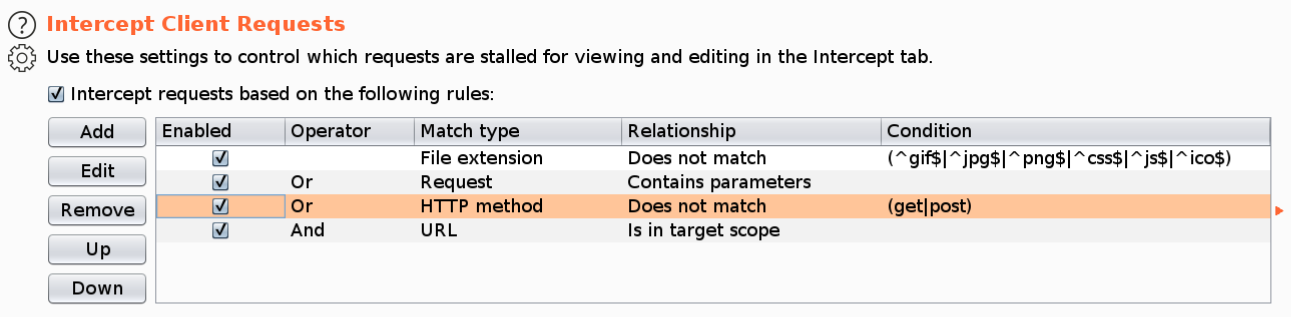 Intercept Client Requests
Use these settings to control which requests are stalled for viewing and editing in the Intercept tab.
Intercept requests based on the following rules:
Add
Edit
Remove
Up
Down
Enabled Operator Match type Relationship Condition
File extension Does not match (^gif$|^jpg$|^png$|^css$|^js$|^ico$)
Or Request Contains parameters
Or HTTP method Does not match (get|post)
And URL Is in target scope